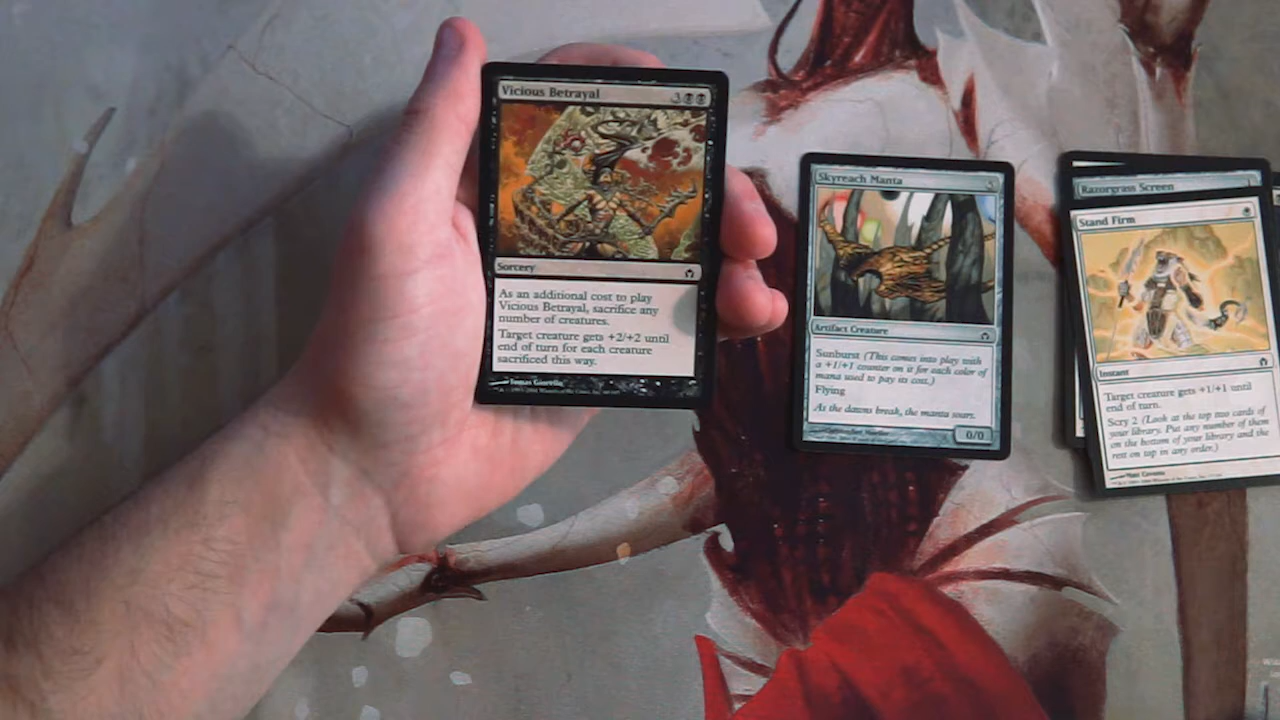 Vicious Betrayal 3
Sorcery
As an additional cost to play
Vicious Betrayal, sacrifice any
number of creatures.
Target creature gets +2/+2 until
end of turn for each creature
sacrificed this way.
Skyreach Manta 5
Artifact Creature
Sunburst (This comes into play with
a +1/+1 counter on it for each color of
mana used to pay its cost.)
Flying
As the dawns break, the manta soars.
0/0
Razorgrass Screen 1
Stand Firm
Instant
Target creature gets +1/+1 until
end of turn.
Scry 2 (Look at the top two cards of
your library. Put any number of them
on the bottom of your library and the
rest on top in any order.)